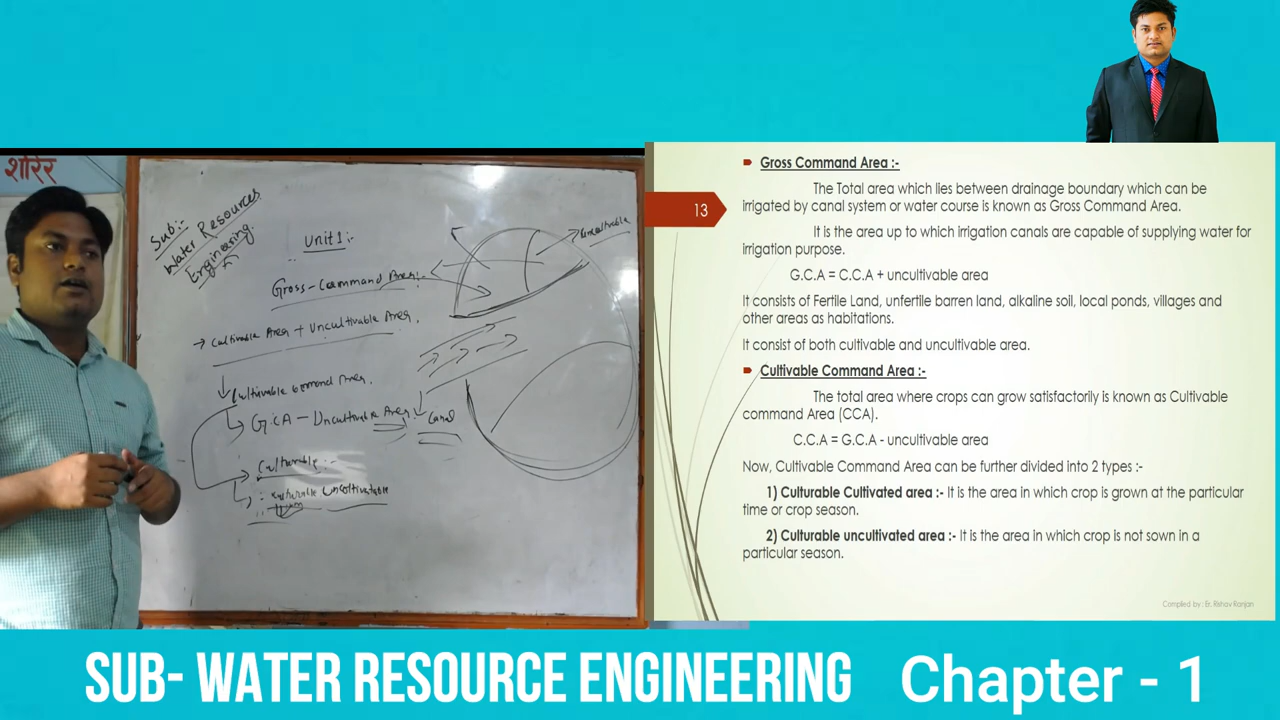 शरिर
Sub:-
Water Resources
Engineering.
Unit 1:-
Gross-Command Area:-
Uncultivable
→ Cultivable Area + Uncultivable Area.
Cultivable Command Area.
G.C.A - Uncultivable Area
Canal
Culturable:-
Culturable Uncultivatable
13
Gross Command Area :-
The Total area which lies between drainage boundary which can be
irrigated by canal system or water course is known as Gross Command Area.
It is the area up to which irrigation canals are capable of supplying water for
irrigation purpose.
G.C.A = C.C.A + uncultivable area
It consists of Fertile Land, unfertile barren land, alkaline soil, local ponds, villages and
other areas as habitations.
It consist of both cultivable and uncultivable area.
Cultivable Command Area :-
The total area where crops can grow satisfactorily is known as Cultivable
command Area (CCA).
C.C.A = G.C.A - uncultivable area
Now, Cultivable Command Area can be further divided into 2 types :-
1) Culturable Cultivated area :- It is the area in which crop is grown at the particular
time or crop season.
2) Culturable uncultivated area :- It is the area in which crop is not sown in a
particular season.
Complied by : Er. Rishav Ranjan
SUB- WATER RESOURCE ENGINEERING Chapter - 1